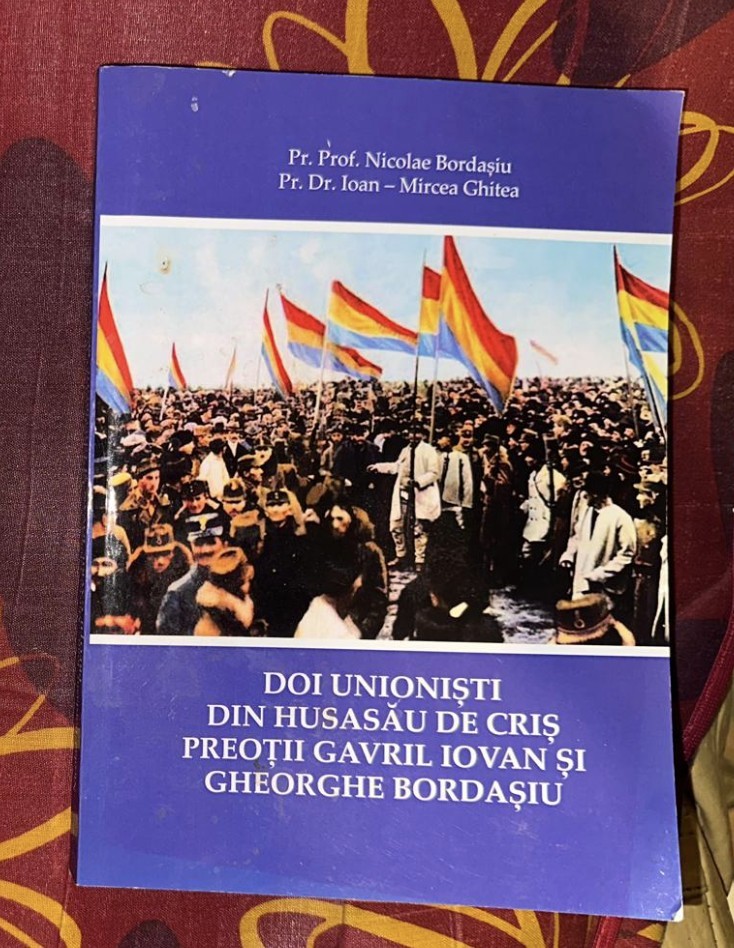 Pr. Prof. Nicolae Bordașiu
Pr. Dr. Ioan – Mircea Ghitea
DOI UNIONIȘTI
DIN HUSASĂU DE CRIȘ
PREOȚII GAVRIL IOVAN ȘI
GHEORGHE BORDAȘIU